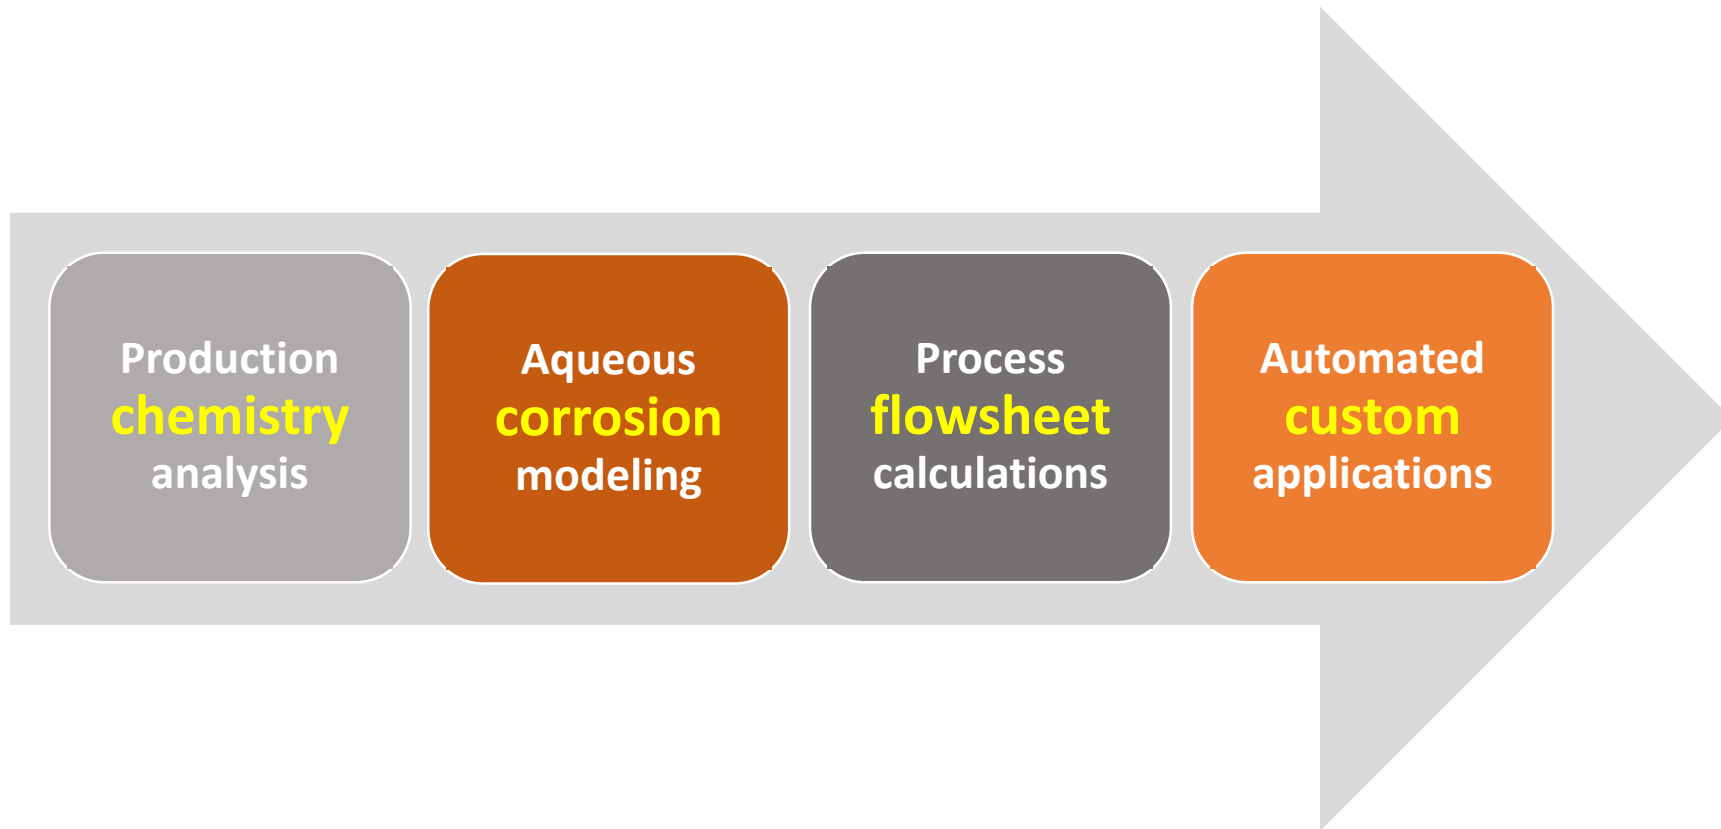 Production
chemistry
analysis
Aqueous
corrosion
modeling
Process
flowsheet
calculations
Automated
custom
applications